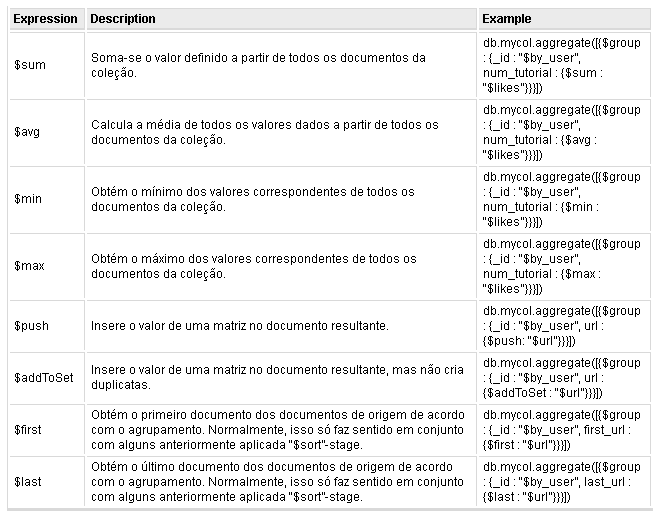 Expression Description Example
$sum
Soma-se o valor definido a partir de todos os documentos da
coleção.
db.mycol.aggregate([{$group
: {_id : "$by_user",
num_tutorial : {$sum :
"$likes"}}}])
$avg
Calcula a média de todos os valores dados a partir de todos os
documentos da coleção.
db.mycol.aggregate([{$group
: {_id : "$by_user",
num_tutorial : {$avg :
"$likes"}}}])
$min
Obtém o mínimo dos valores correspondentes de todos os
documentos da coleção.
db.mycol.aggregate([{$group
: {_id : "$by_user",
num_tutorial : {$min :
"$likes"}}}])
$max
Obtém o máximo dos valores correspondentes de todos os
documentos da coleção.
db.mycol.aggregate([{$group
: {_id : "$by_user",
num_tutorial : {$max :
"$likes"}}}])
$push
Insere o valor de uma matriz no documento resultante.
db.mycol.aggregate([{$group
: {_id : "$by_user", url :
{$push: "$url"}}}])
$addToSet
Insere o valor de uma matriz no documento resultante, mas não cria
duplicatas.
db.mycol.aggregate([{$group
: {_id : "$by_user", url :
{$addToSet : "$url"}}}])
$first
Obtém o primeiro documento dos documentos de origem de acordo
com o agrupamento. Normalmente, isso só faz sentido em conjunto
com alguns anteriormente aplicada "$sort"-stage.
db.mycol.aggregate([{$group
: {_id : "$by_user", first_url :
{$first : "$url"}}}])
$last
Obtém o último documento dos documentos de origem de acordo
com o agrupamento. Normalmente, isso só faz sentido em conjunto
com alguns anteriormente aplicada "$sort"-stage.
db.mycol.aggregate([{$group
: {_id : "$by_user", last_url :
{$last : "$url"}}}])